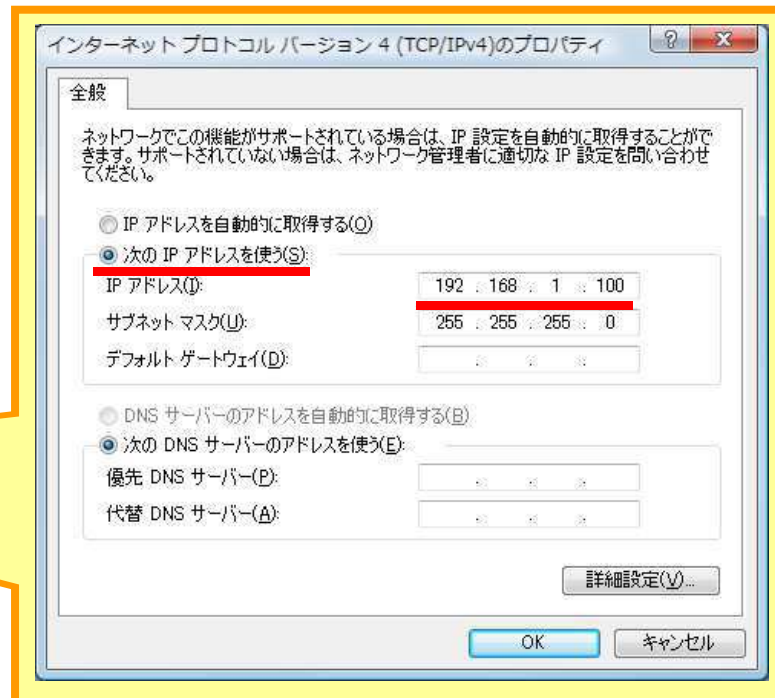 インターネット プロトコル バージョン 4 (TCP/IPv4)のプロパティ
全般
ネットワークでこの機能がサポートされている場合は、IP 設定を自動的に取得することがで
きます。サポートされていない場合は、ネットワーク管理者に適切な IP 設定を問い合わせ
てください。
IP アドレスを自動的に取得する(O)
次の IP アドレスを使う(S):
IP アドレス(I): 192 . 168 . 1 . 100
サブネット マスク(U): 255 . 255 . 255 . 0
デフォルト ゲートウェイ(D): . . .
DNS サーバーのアドレスを自動的に取得する(B)
次の DNS サーバーのアドレスを使う(E):
優先 DNS サーバー(P): . . .
代替 DNS サーバー(A): . . .
詳細設定(V)...
OK キャンセル